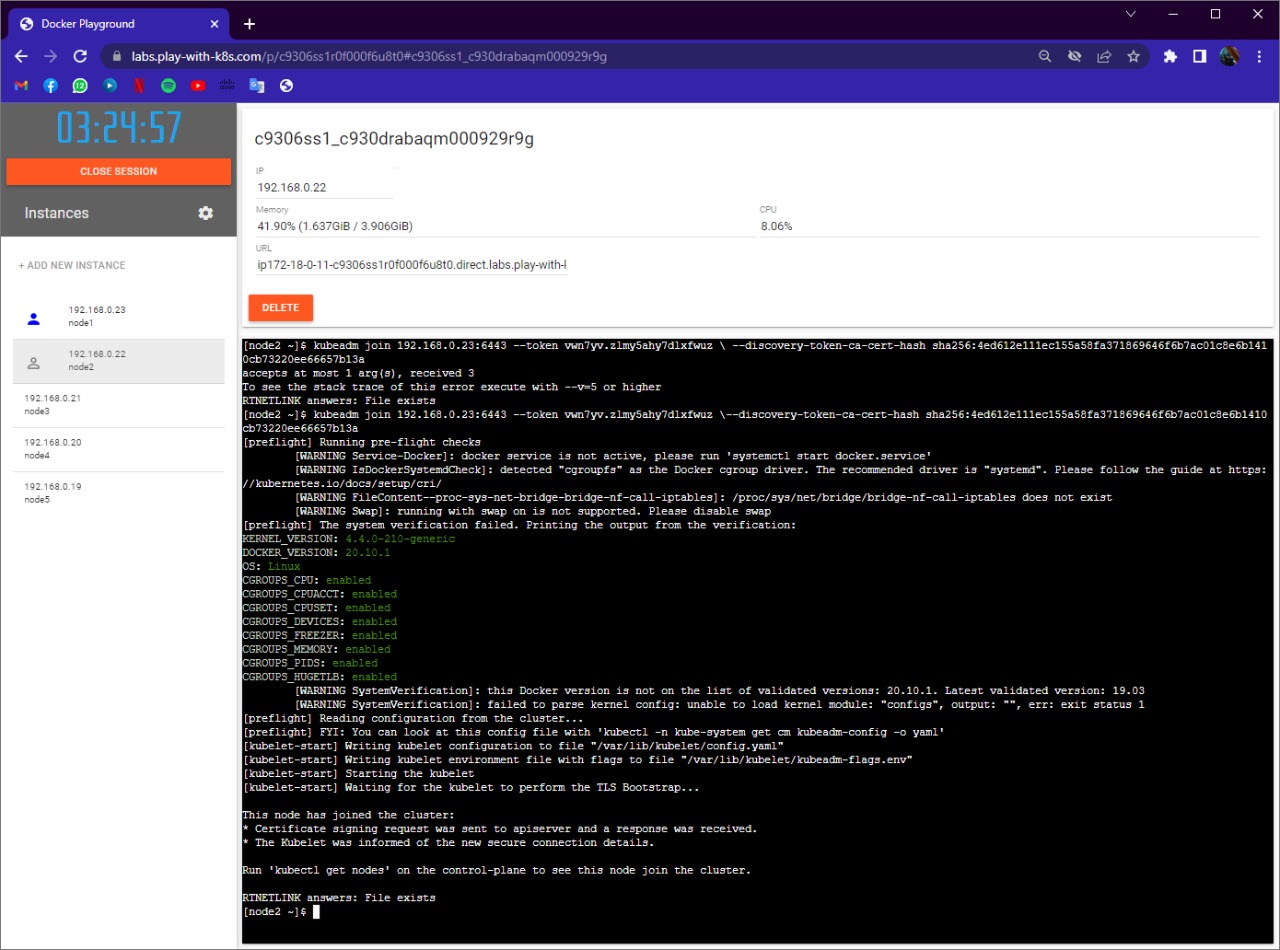 Docker Playground
labs.play-with-k8s.com/p/c9306ss1r0f000f6u8t0#c9306ss1_c930drabaqm000929r9g
12
03:24:57
CLOSE SESSION
Instances
+ ADD NEW INSTANCE
192.168.0.23
node1
192.168.0.22
node2
192.168.0.21
node3
192.168.0.20
node4
192.168.0.19
node5
c9306ss1_c930drabaqm000929r9g
IP
192.168.0.22
Memory
41.90% (1.637GiB / 3.906GiB)
CPU
8.06%
URL
ip172-18-0-11-c9306ss1r0f000f6u8t0.direct.labs.play-with-k
DELETE
[node2 ~]$ kubeadm join 192.168.0.23:6443 --token vwn7yv.zlmy5ahy7dlxfwuz \ --discovery-token-ca-cert-hash sha256:4ed612e111ec155a58fa371869646f6b7ac01c8e6b141
0cb73220ee66657b13a
accepts at most 1 arg(s), received 3
To see the stack trace of this error execute with --v=5 or higher
RTNETLINK answers: File exists
[node2 ~]$ kubeadm join 192.168.0.23:6443 --token vwn7yv.zlmy5ahy7dlxfwuz \--discovery-token-ca-cert-hash sha256:4ed612e111ec155a58fa371869646f6b7ac01c8e6b1410
cb73220ee66657b13a
[preflight] Running pre-flight checks
[WARNING Service-Docker]: docker service is not active, please run 'systemctl start docker.service'
[WARNING IsDockerSystemdCheck]: detected "cgroupfs" as the Docker cgroup driver. The recommended driver is "systemd". Please follow the guide at https:
//kubernetes.io/docs/setup/cri/
[WARNING FileContent--proc-sys-net-bridge-bridge-nf-call-iptables]: /proc/sys/net/bridge/bridge-nf-call-iptables does not exist
[WARNING Swap]: running with swap on is not supported. Please disable swap
[preflight] The system verification failed. Printing the output from the verification:
KERNEL_VERSION: 4.4.0-210-generic
DOCKER_VERSION: 20.10.1
OS: Linux
CGROUPS_CPU: enabled
CGROUPS_CPUACCT: enabled
CGROUPS_CPUSET: enabled
CGROUPS_DEVICES: enabled
CGROUPS_FREEZER: enabled
CGROUPS_MEMORY: enabled
CGROUPS_PIDS: enabled
CGROUPS_HUGETLB: enabled
[WARNING SystemVerification]: this Docker version is not on the list of validated versions: 20.10.1. Latest validated version: 19.03
[WARNING SystemVerification]: failed to parse kernel config: unable to load kernel module: "configs", output: "", err: exit status 1
[preflight] Reading configuration from the cluster...
[preflight] FYI: You can look at this config file with 'kubectl -n kube-system get cm kubeadm-config -o yaml'
[kubelet-start] Writing kubelet configuration to file "/var/lib/kubelet/config.yaml"
[kubelet-start] Writing kubelet environment file with flags to file "/var/lib/kubelet/kubeadm-flags.env"
[kubelet-start] Starting the kubelet
[kubelet-start] Waiting for the kubelet to perform the TLS Bootstrap...
This node has joined the cluster:
* Certificate signing request was sent to apiserver and a response was received.
* The Kubelet was informed of the new secure connection details.
Run 'kubectl get nodes' on the control-plane to see this node join the cluster.
RTNETLINK answers: File exists
[node2 ~]$